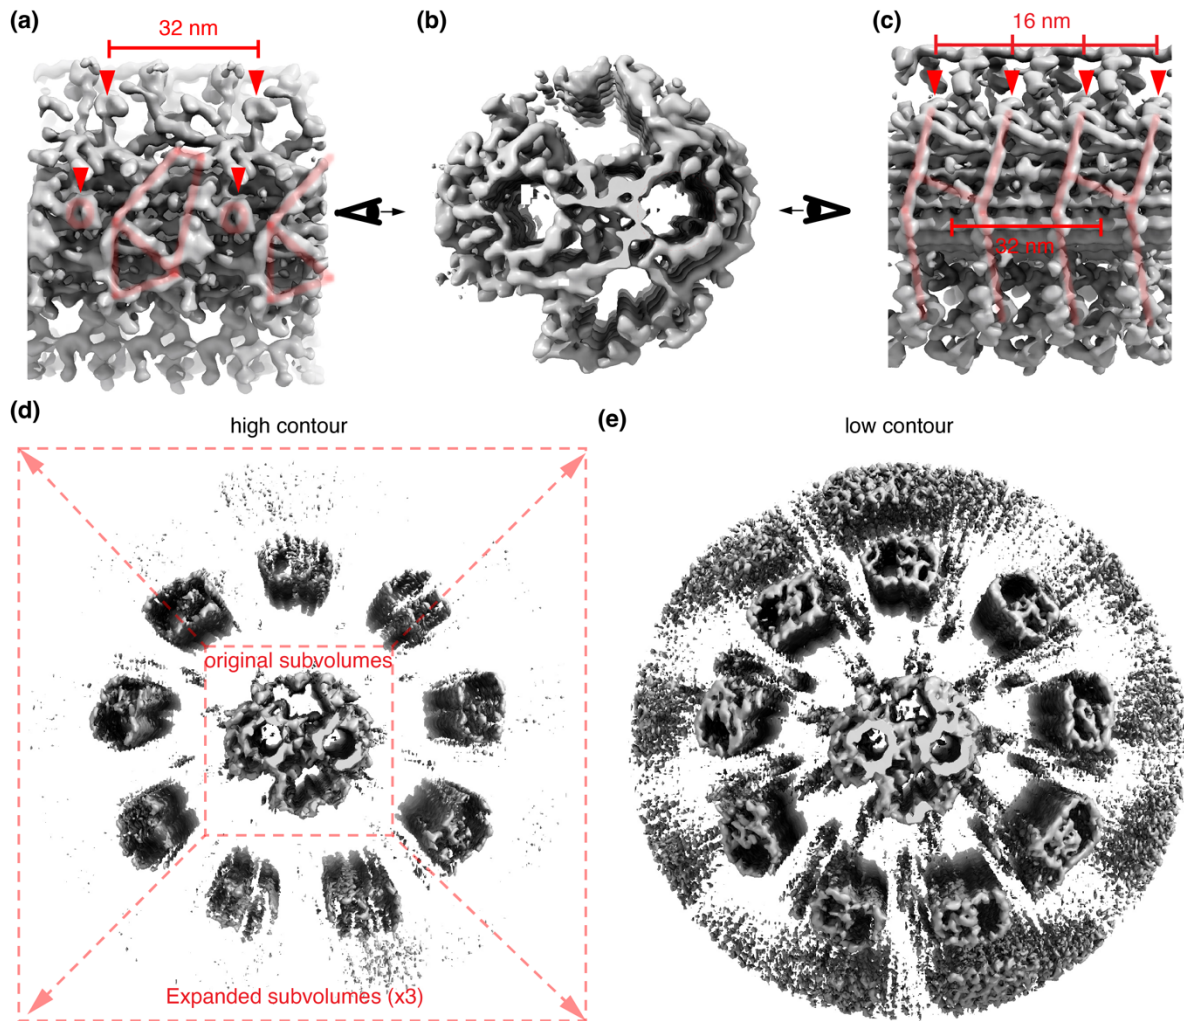 (a)
32 nm
(b)
(c)
16 nm
32 nm
(d)
high contour
original subvolumes
Expanded subvolumes (x3)
(e)
low contour